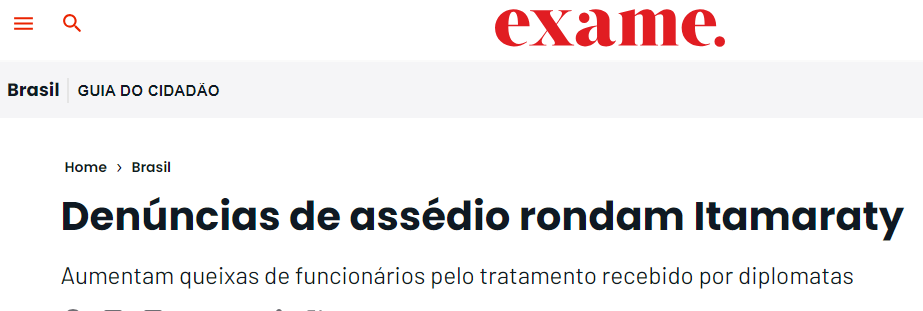 exame.
Brasil GUIA DO CIDADÃO
Home > Brasil
Denúncias de assédio rondam Itamaraty
Aumentam queixas de funcionários pelo tratamento recebido por diplomatas